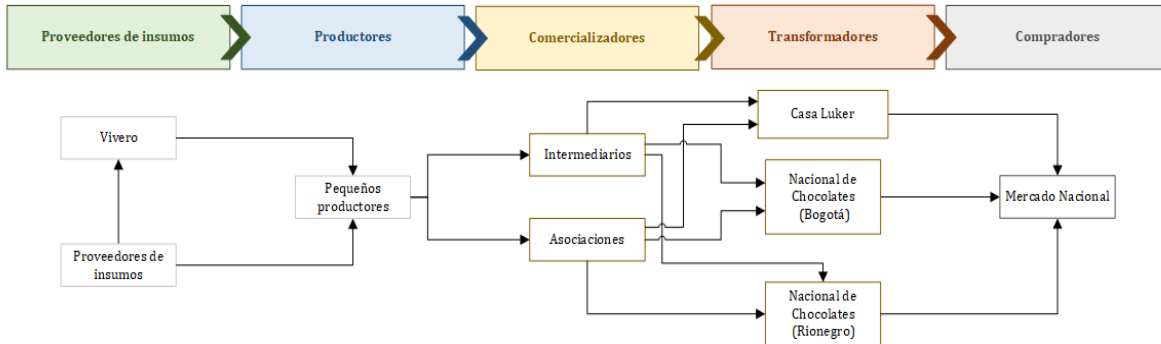 Proveedores de insumos
Productores
Comercializadores
Transformadores
Compradores
Vivero
Proveedores de
insumos
Pequeños
productores
Intermediarios
Asociaciones
Casa Luker
Nacional de
Chocolates
(Bogotá)
Nacional de
Chocolates
(Rionegro)
Mercado Nacional